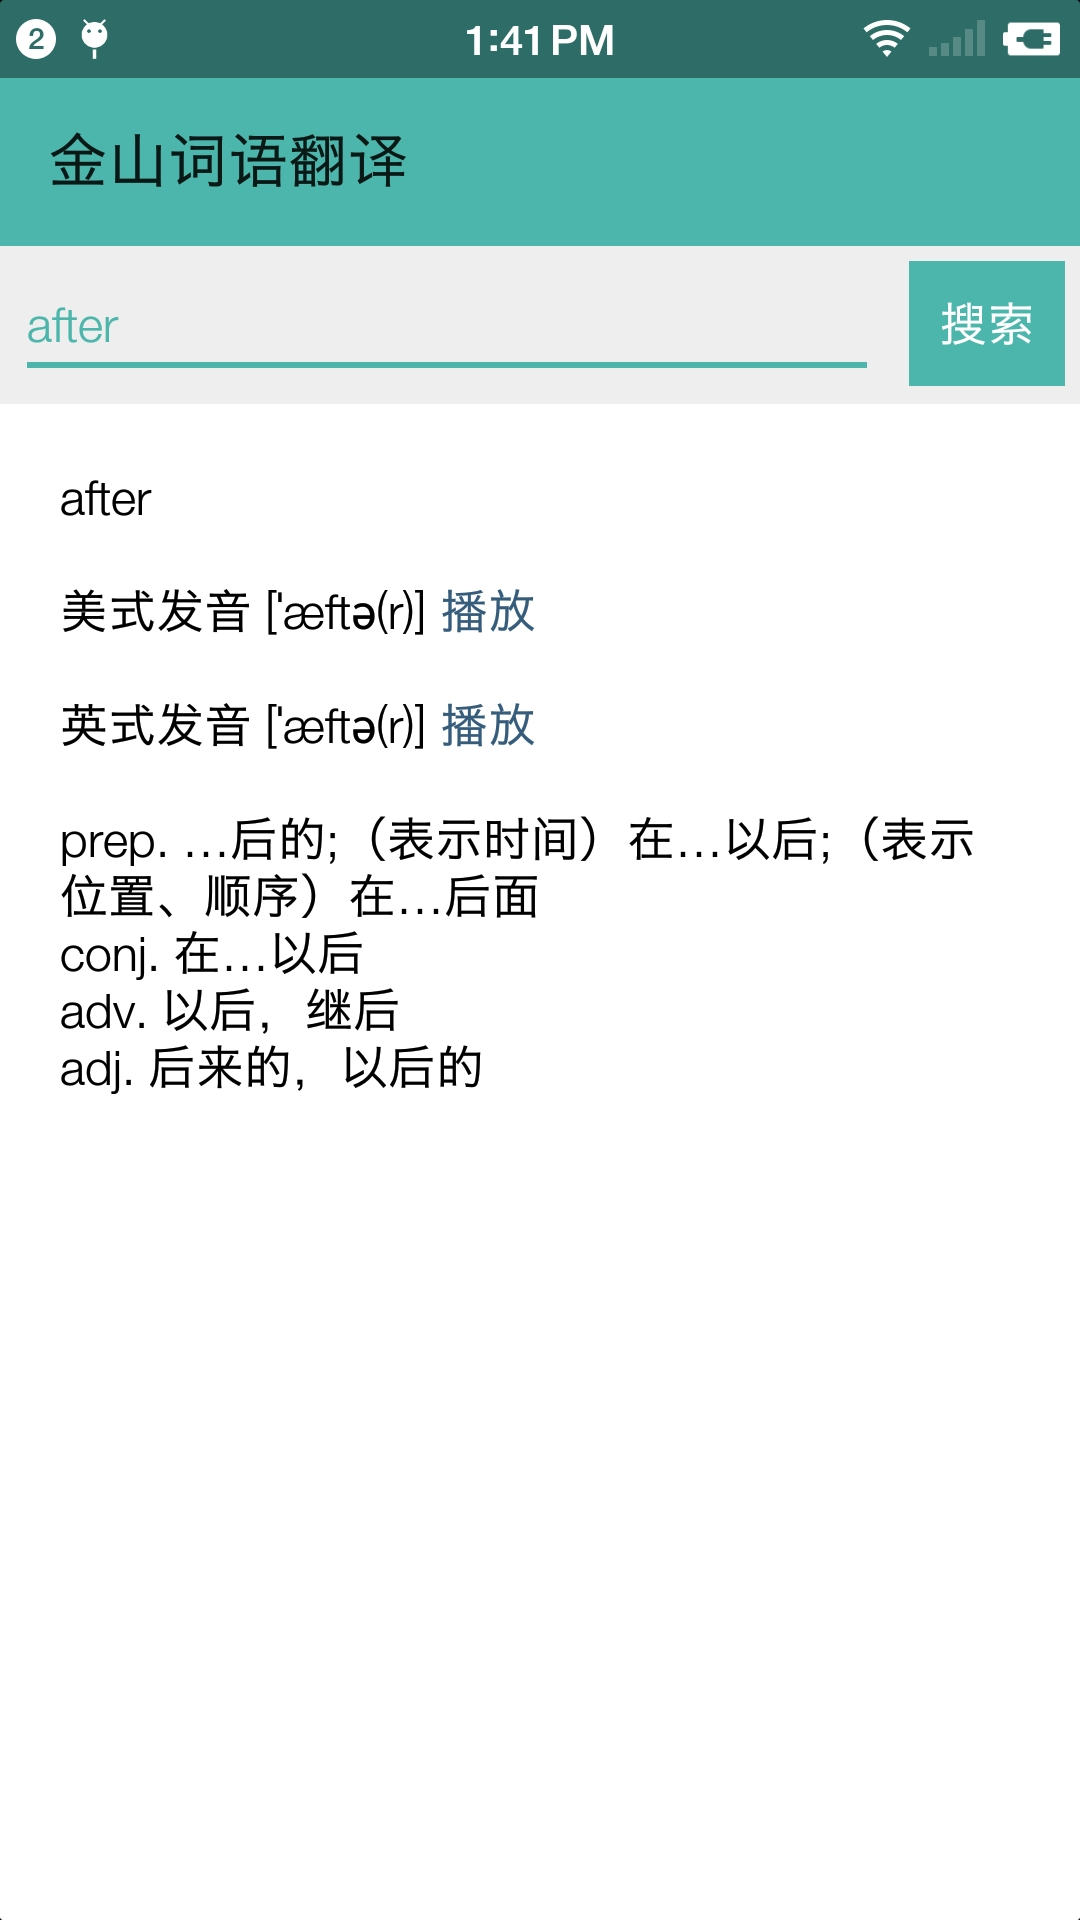 2
1:41 PM
金山词语翻译
after
搜索
after
美式发音 [ˈæftə(r)] 播放
英式发音 [ˈæftə(r)] 播放
prep. …后的;（表示时间）在…以后;（表示
位置、顺序）在…后面
conj. 在…以后
adv. 以后，继后
adj. 后来的，以后的